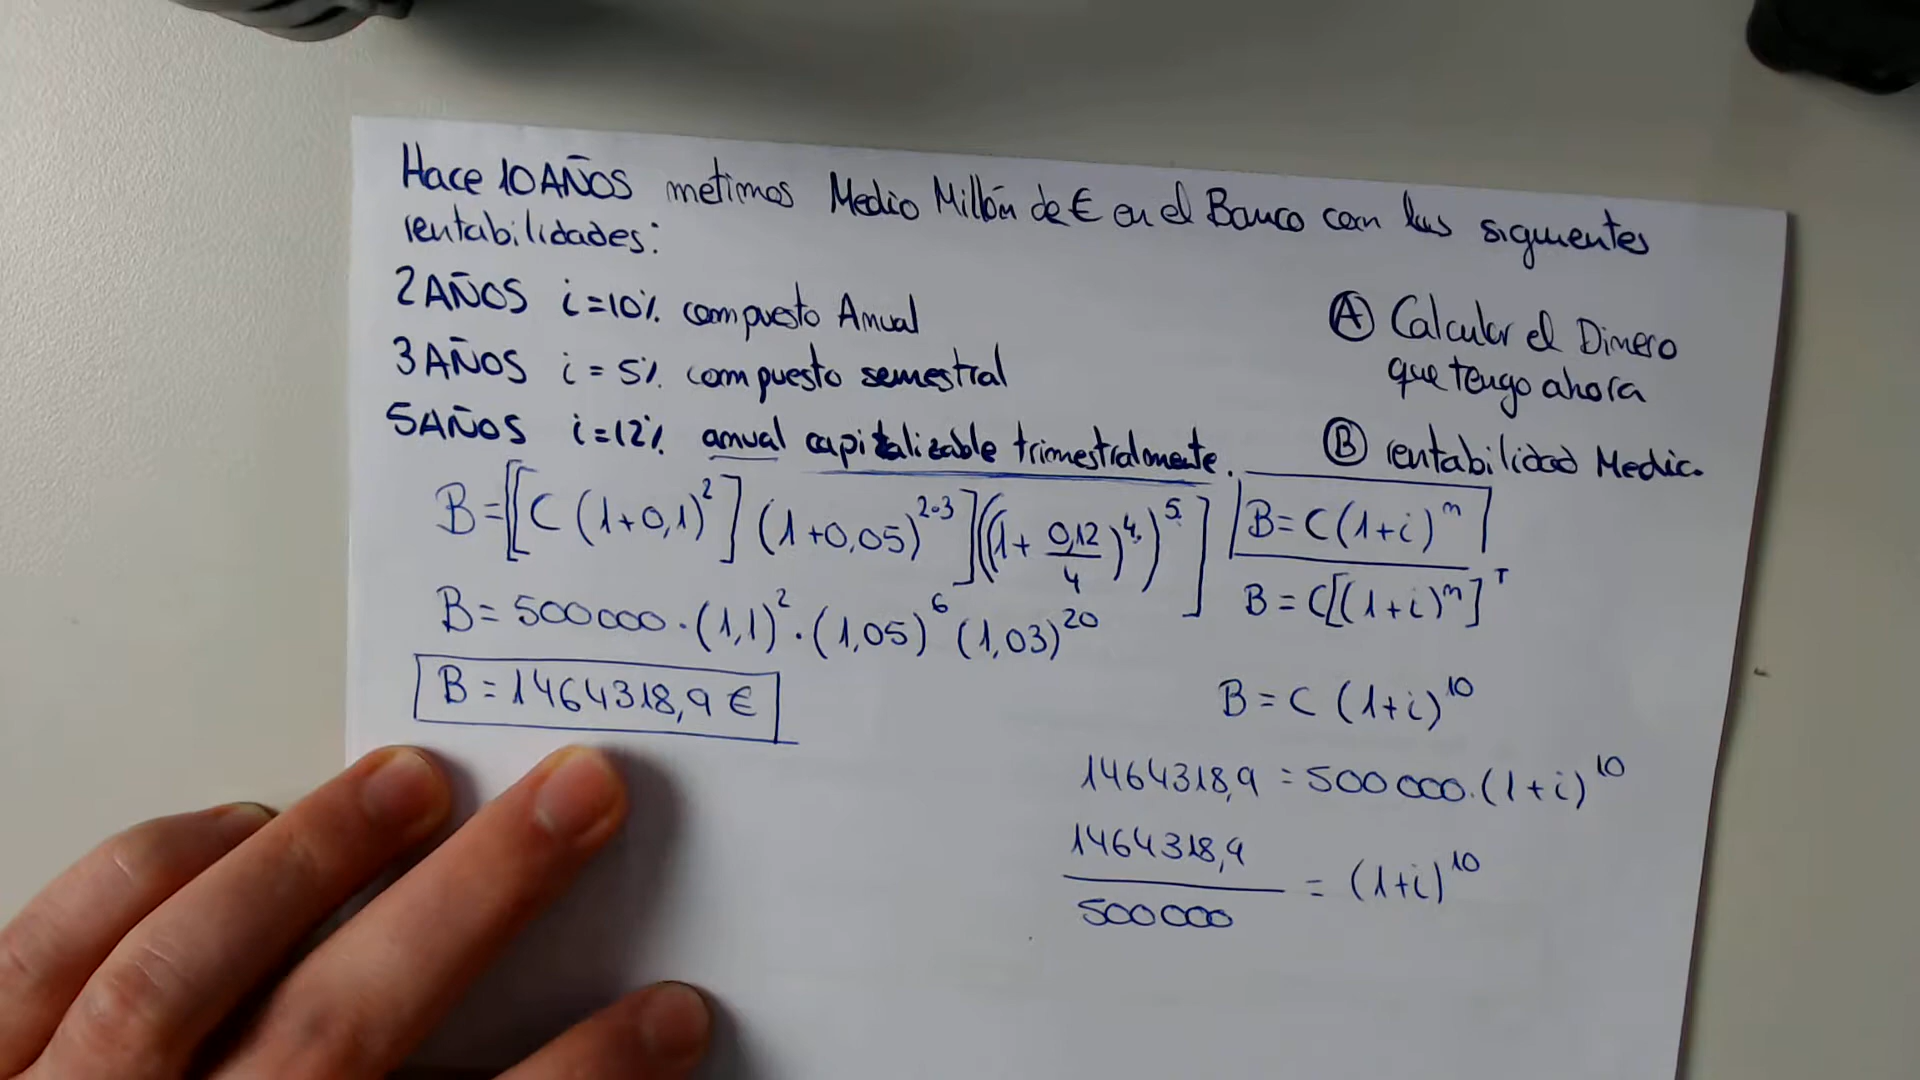 Hace 10 AÑOS metimos Medio Millón de € en el Banco con las siguientes
rentabilidades:
2 AÑOS i=10% compuesto Anual
3 AÑOS i = 5% compuesto semestral
5 AÑOS i=12% anual capitalizable trimestralmente.
Ⓐ Calcular el Dinero
que tengo ahora
Ⓑ rentabilidad Media
B=[[C (1+0,1)^2] (1+0,05)^{2·3}]((1+ 0,12/4)^4)^5]
B= 500000·(1,1)^2·(1,05)^6 (1,03)^20
B = 1464318,9 €
B= C(1+i)^n
B = C[(1+i)^n]^T
B = C (1+i)^10
1464318,9 = 500000·(1+i)^10
1464318,9/500000 = (1+i)^10